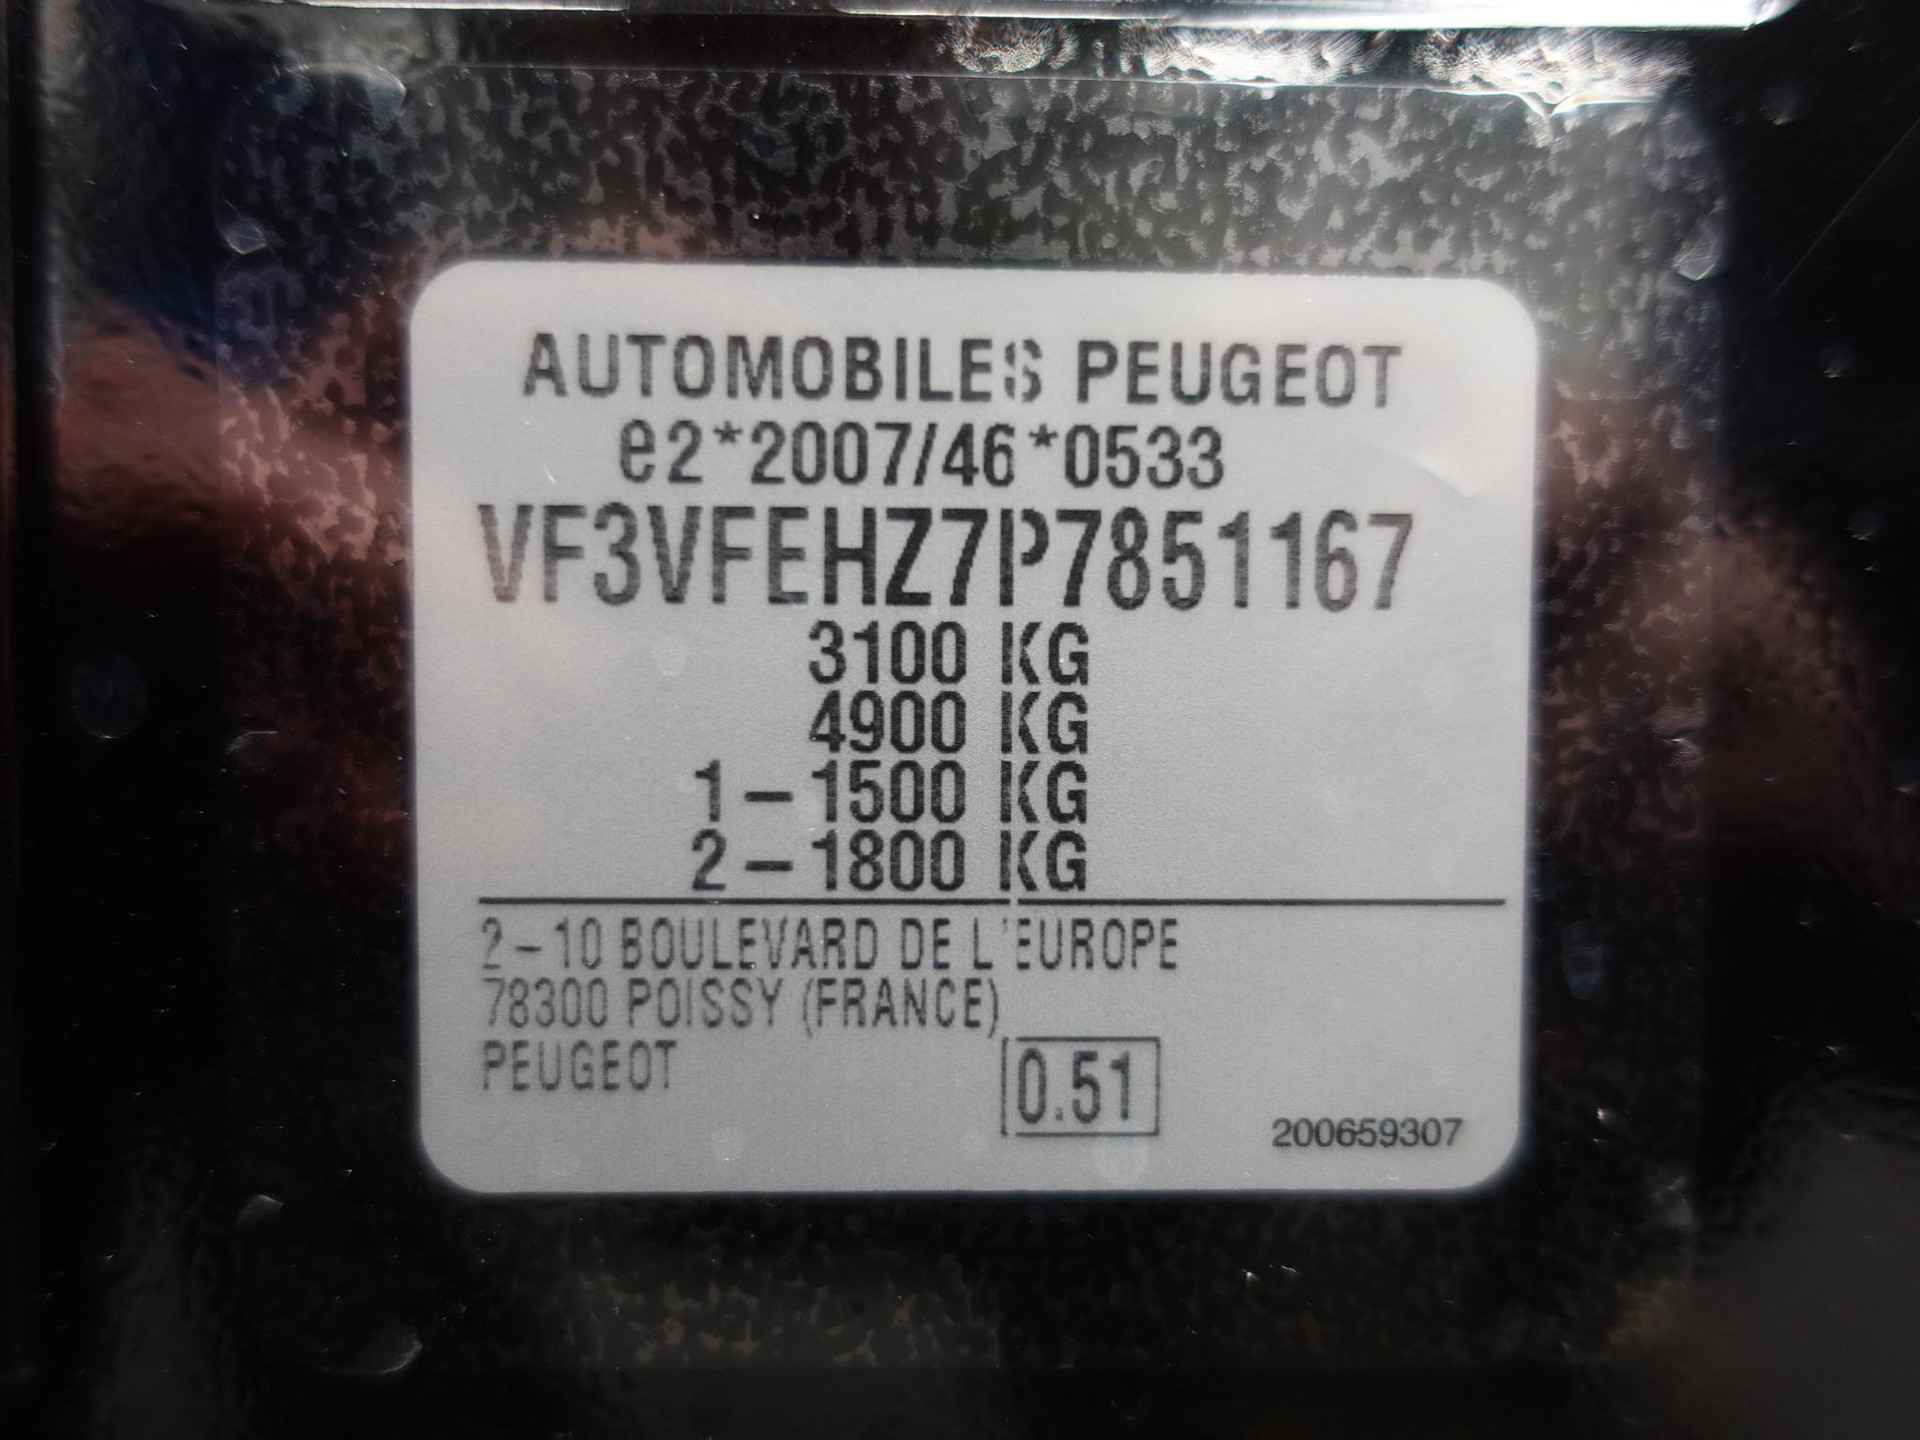 AUTOMOBILES PEUGEOT
e2*2007/46*0533
VF3VFEHZ7P7851167
3100 KG
4900 KG
1-1500 KG
2-1800 KG
2-10 BOULEVARD DE L'EUROPE
78300 POISSY (FRANCE)
PEUGEOT
0.51
200659307